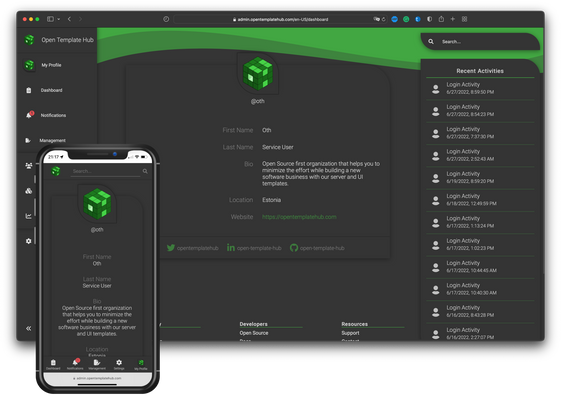 admin.opentemplatehub.com/en-US/dashboard
Open Template Hub
Search...
My Profile
Dashboard
Notifications
Management
@oth
First Name Oth
Last Name Service User
Bio Open Source first organization that helps you to
minimize the effort while building a new
software business with our server and UI
templates.
Location Estonia
Website https://opentemplatehub.com
opentemplatehub open-template-hub open-template-hub
Developers Resources
Open Source Support
Recent Activities
Login Activity
6/27/2022, 8:59:50 PM
Login Activity
6/27/2022, 8:54:23 PM
Login Activity
6/27/2022, 7:37:30 PM
Login Activity
6/27/2022, 2:52:43 AM
Login Activity
6/19/2022, 8:59:20 PM
Login Activity
6/18/2022, 12:49:59 PM
Login Activity
6/17/2022, 1:13:24 PM
Login Activity
6/17/2022, 1:02:23 PM
Login Activity
6/17/2022, 10:44:45 AM
Login Activity
6/17/2022, 10:40:30 AM
Login Activity
6/16/2022, 8:43:28 PM
Login Activity
6/16/2022, 2:27:07 PM
21:17
Search...
@oth
First Name
Oth
Last Name
Service User
Bio
Open Source first organization
that helps you to minimize the
effort while building a new
software business with our server
and UI templates.
Location
Estonia
Dashboard Notifications Management Settings My Profile
admin.opentemplatehub.com